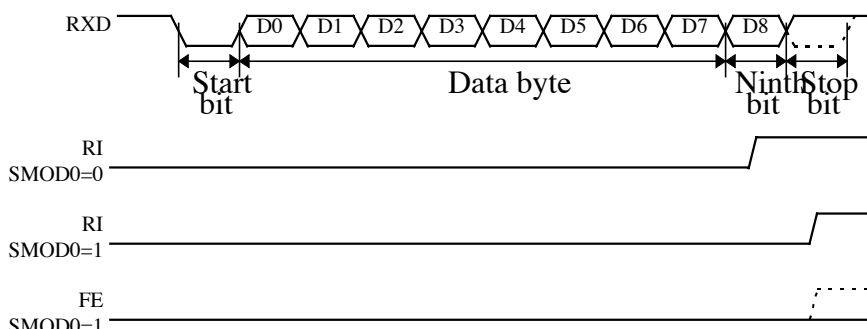 RXD D0 D1 D2 D3 D4 D5 D6 D7 D8
Start bit
Data byte
Ninth bit
Stop bit
RI
SMOD0=0
RI
SMOD0=1
FE
SMOD0=1